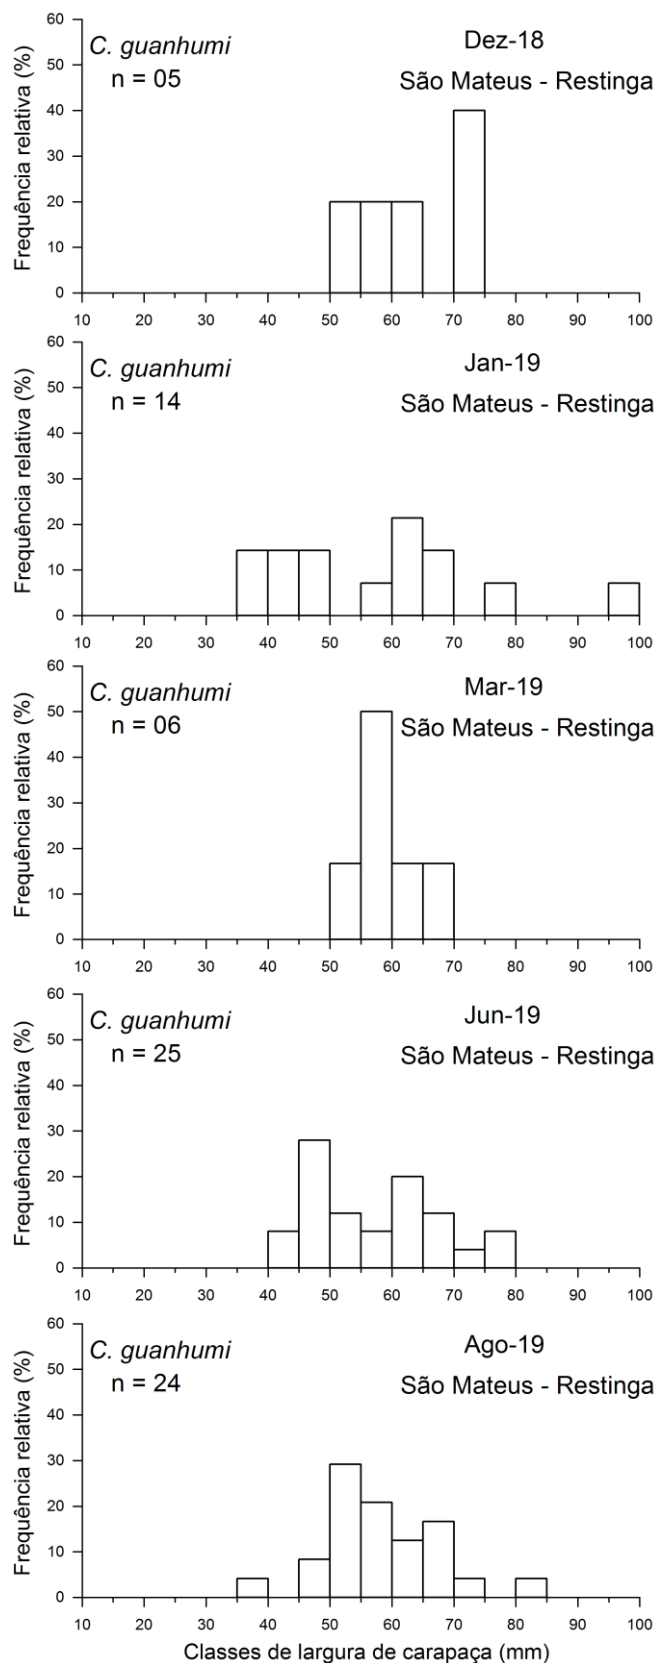 Frequência relativa (%)
60
50
40
30
20
10
0
C. guanhumi
n = 05
Dez-18
São Mateus - Restinga
10 20 30 40 50 60 70 80 90 100
Frequência relativa (%)
60
50
40
30
20
10
0
C. guanhumi
n = 14
Jan-19
São Mateus - Restinga
10 20 30 40 50 60 70 80 90 100
Frequência relativa (%)
60
50
40
30
20
10
0
C. guanhumi
n = 06
Mar-19
São Mateus - Restinga
10 20 30 40 50 60 70 80 90 100
Frequência relativa (%)
60
50
40
30
20
10
0
C. guanhumi
n = 25
Jun-19
São Mateus - Restinga
10 20 30 40 50 60 70 80 90 100
Frequência relativa (%)
60
50
40
30
20
10
0
C. guanhumi
n = 24
Ago-19
São Mateus - Restinga
10 20 30 40 50 60 70 80 90 100
Classes de largura de carapaça (mm)